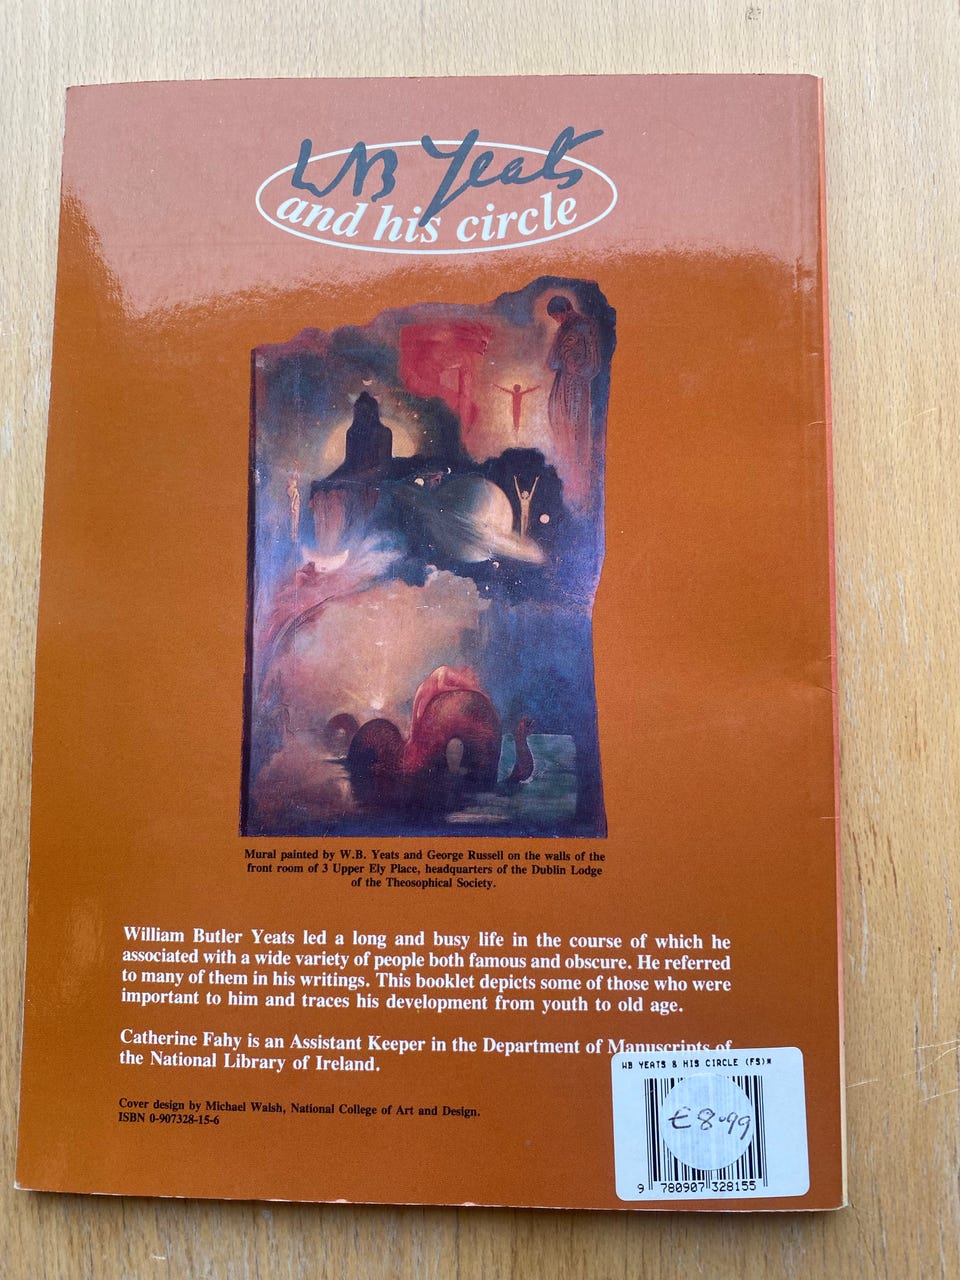 WB Yeats
and his circle
Mural painted by W.B. Yeats and George Russell on the walls of the
front room of 3 Upper Ely Place, headquarters of the Dublin Lodge
of the Theosophical Society.
William Butler Yeats led a long and busy life in the course of which he
associated with a wide variety of people both famous and obscure. He referred
to many of them in his writings. This booklet depicts some of those who were
important to him and traces his development from youth to old age.
Catherine Fahy is an Assistant Keeper in the Department of Manuscripts of
the National Library of Ireland.
WB YEATS & HIS CIRCLE (FS)*
€8.99
9 780907 328155
Cover design by Michael Walsh, National College of Art and Design.
ISBN 0-907328-15-6